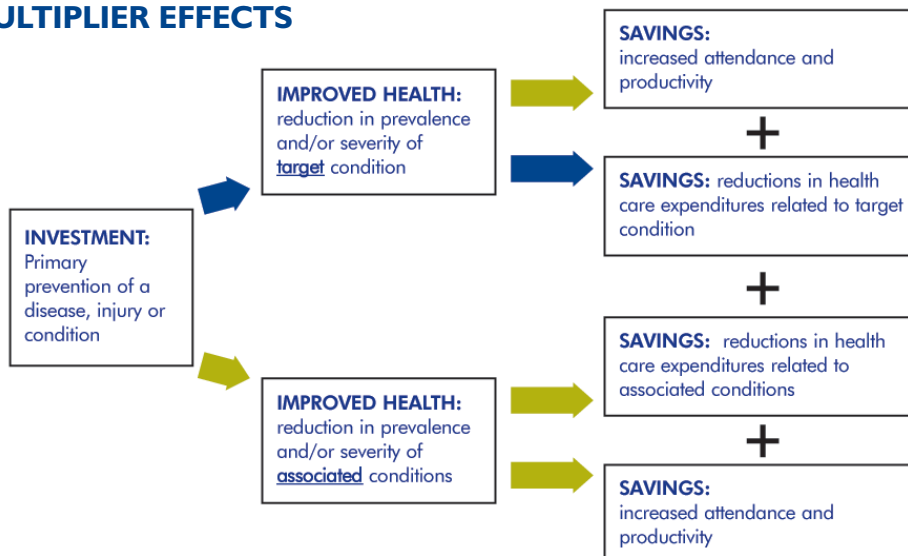 ULTIPLIER EFFECTS
INVESTMENT:
Primary
prevention of a
disease, injury or
condition
IMPROVED HEALTH:
reduction in prevalence
and/or severity of
target condition
SAVINGS:
increased attendance and
productivity
+
SAVINGS: reductions in health
care expenditures related to target
condition
+
IMPROVED HEALTH:
reduction in prevalence
and/or severity of
associated conditions
SAVINGS: reductions in health
care expenditures related to
associated conditions
+
SAVINGS:
increased attendance and
productivity